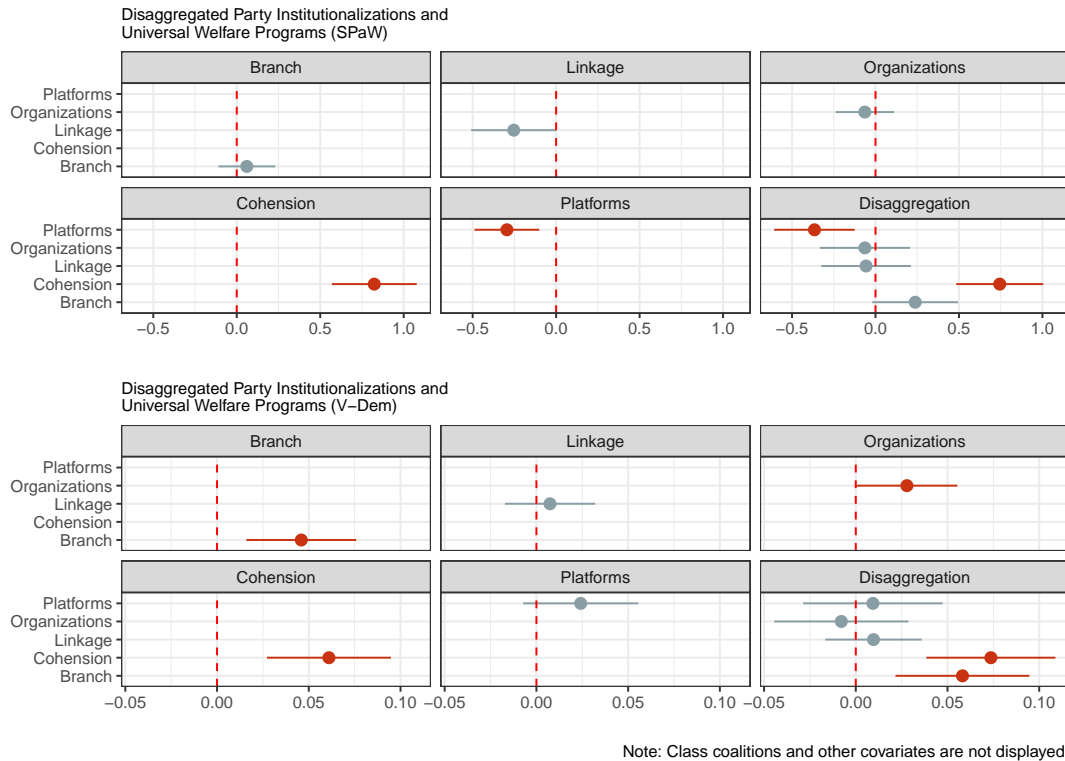 Disaggregated Party Institutionalizations and
Universal Welfare Programs (SPaW)
Branch Linkage Organizations
Platforms
Organizations
Linkage
Cohension
Branch
Cohension Platforms Disaggregation
Platforms
Organizations
Linkage
Cohension
Branch
−0.5 0.0 0.5 1.0 −0.5 0.0 0.5 1.0 −0.5 0.0 0.5 1.0
Disaggregated Party Institutionalizations and
Universal Welfare Programs (V−Dem)
Branch Linkage Organizations
Platforms
Organizations
Linkage
Cohension
Branch
Cohension Platforms Disaggregation
Platforms
Organizations
Linkage
Cohension
Branch
−0.05 0.00 0.05 0.10 −0.05 0.00 0.05 0.10 −0.05 0.00 0.05 0.10
Note: Class coalitions and other covariates are not displayed